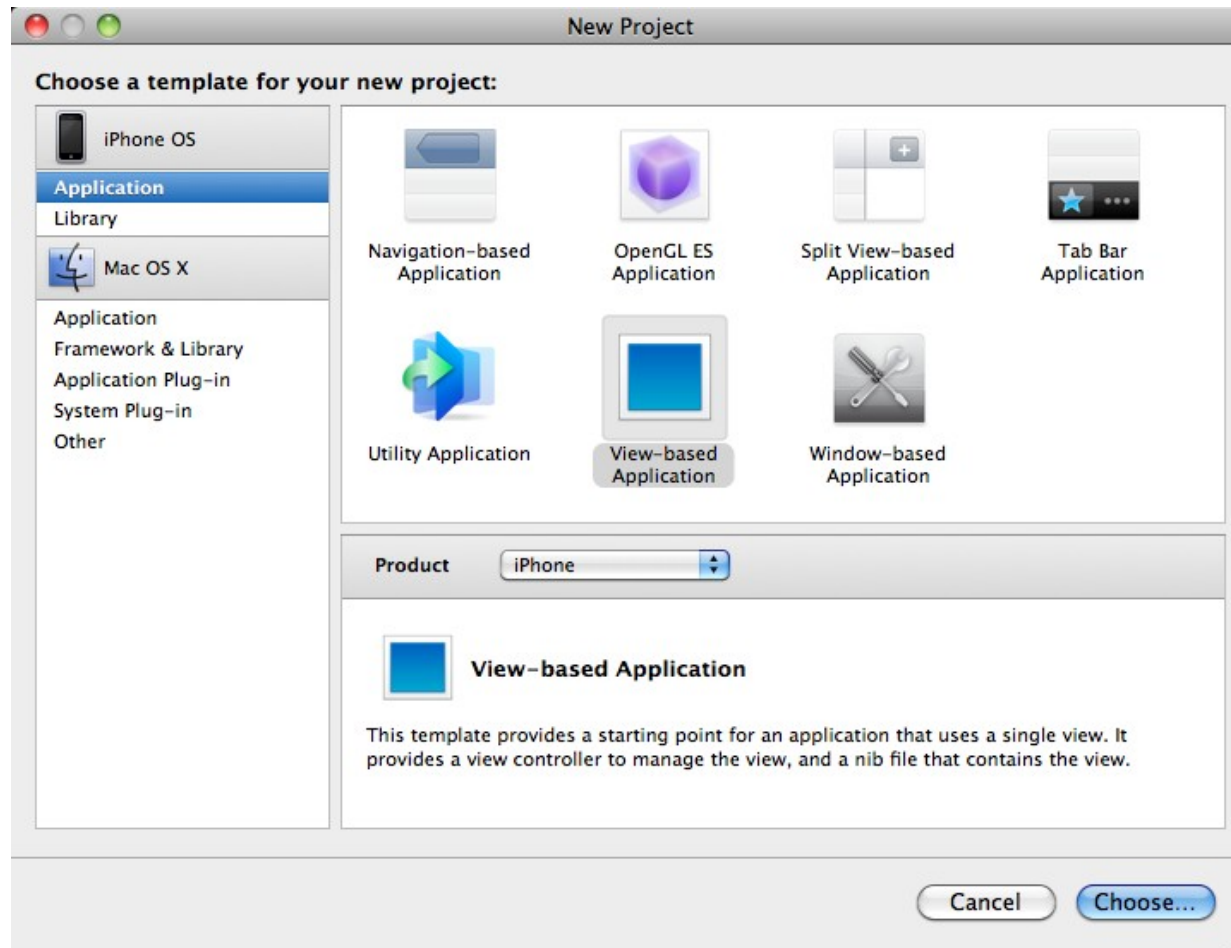 New Project
Choose a template for your new project:
iPhone OS
Application
Library
Mac OS X
Application
Framework & Library
Application Plug-in
System Plug-in
Other
Navigation-based
Application
OpenGL ES
Application
Split View-based
Application
Tab Bar
Application
Utility Application
View-based
Application
Window-based
Application
Product
iPhone
View-based Application
This template provides a starting point for an application that uses a single view. It
provides a view controller to manage the view, and a nib file that contains the view.
Cancel
Choose...